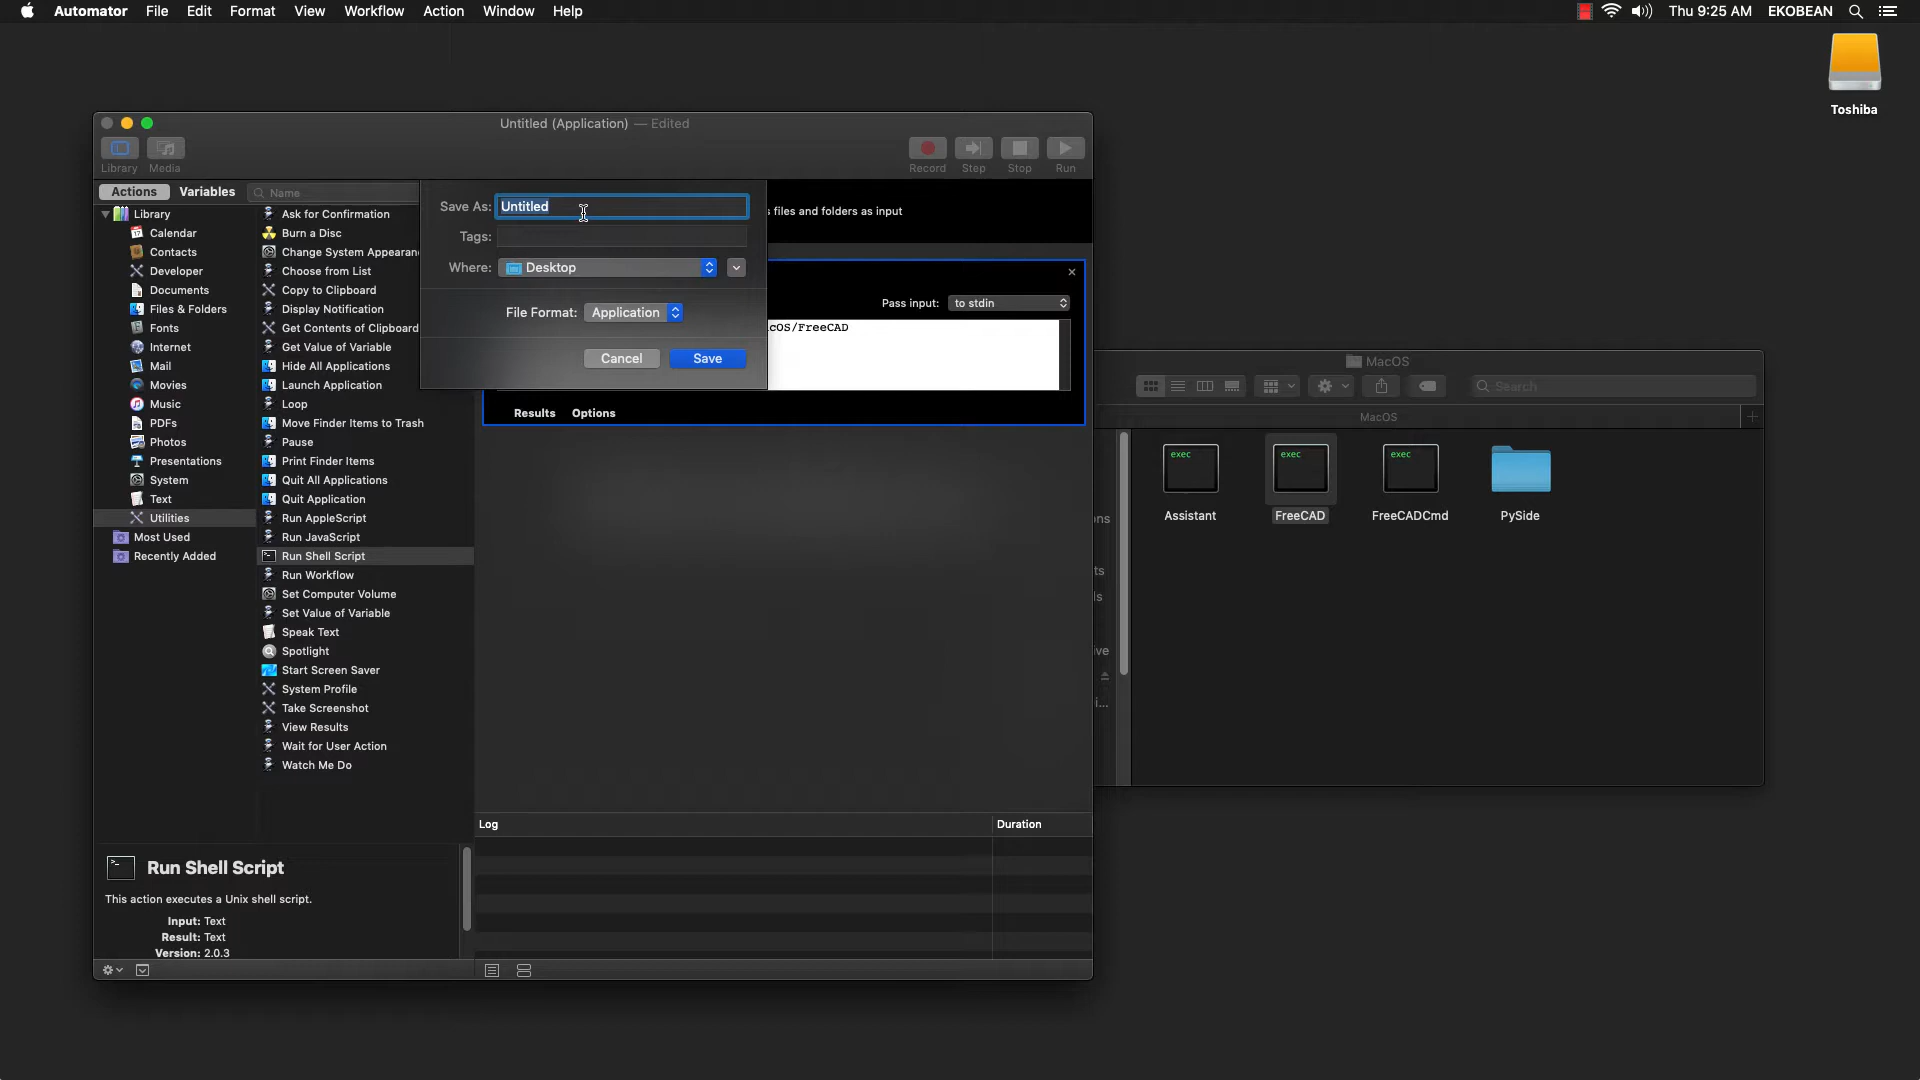 Automator File Edit Format View Workflow Action Window Help Thu 9:25 AM EKOBEAN
Toshiba
Untitled (Application) — Edited
Library Media Record Step Stop Run
Actions Variables Name
Save As: Untitled
s files and folders as input
Tags:
Where: Desktop
File Format: Application
Cancel Save
Pass input: to stdin
cOS/FreeCAD
Results Options
Library
Calendar
Contacts
Developer
Documents
Files & Folders
Fonts
Internet
Mail
Movies
Music
PDFs
Photos
Presentations
System
Text
Utilities
Most Used
Recently Added
Ask for Confirmation
Burn a Disc
Change System Appearan
Choose from List
Copy to Clipboard
Display Notification
Get Contents of Clipboard
Get Value of Variable
Hide All Applications
Launch Application
Loop
Move Finder Items to Trash
Pause
Print Finder Items
Quit All Applications
Quit Application
Run AppleScript
Run JavaScript
Run Shell Script
Run Workflow
Set Computer Volume
Set Value of Variable
Speak Text
Spotlight
Start Screen Saver
System Profile
Take Screenshot
View Results
Wait for User Action
Watch Me Do
Log Duration
Run Shell Script
This action executes a Unix shell script.
Input: Text
Result: Text
Version: 2.0.3
MacOS
Search
MacOS
exec exec exec
Assistant FreeCAD FreeCADCmd PySide
ons
ts
ls
ive
i...